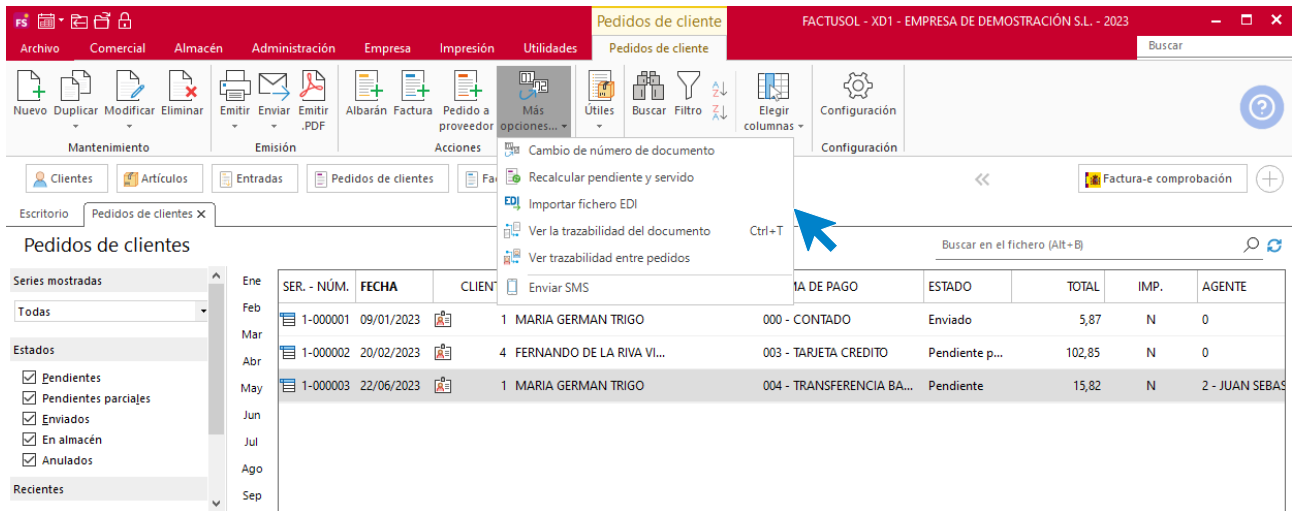 FS
Pedidos de cliente
FACTUSOL - XD1 - EMPRESA DE DEMOSTRACIÓN S.L. - 2023
Archivo Comercial Almacén Administración Empresa Impresión Utilidades Pedidos de cliente Buscar
Nuevo Duplicar Modificar Eliminar Emitir Enviar Emitir .PDF Albarán Factura Pedido a proveedor Más opciones... Útiles Buscar Filtro Elegir columnas Configuración
Mantenimiento Emisión Acciones Configuración
Clientes Artículos Entradas Pedidos de clientes Fa Factura-e comprobación
Cambio de número de documento
Recalcular pendiente y servido
Importar fichero EDI
Ver la trazabilidad del documento Ctrl+T
Ver trazabilidad entre pedidos
Enviar SMS
Escritorio Pedidos de clientes
Pedidos de clientes
Buscar en el fichero (Alt+B)
Series mostradas
Todas
Estados
Pendientes
Pendientes parciales
Enviados
En almacén
Anulados
Recientes
Ene
Feb
Mar
Abr
May
Jun
Jul
Ago
Sep
SER. - NÚM. FECHA CLIENT MA DE PAGO ESTADO TOTAL IMP. AGENTE
1-000001 09/01/2023 1 MARIA GERMAN TRIGO 000 - CONTADO Enviado 5,87 N 0
1-000002 20/02/2023 4 FERNANDO DE LA RIVA VI... 003 - TARJETA CREDITO Pendiente p... 102,85 N 0
1-000003 22/06/2023 1 MARIA GERMAN TRIGO 004 - TRANSFERENCIA BA... Pendiente 15,82 N 2 - JUAN SEBAS